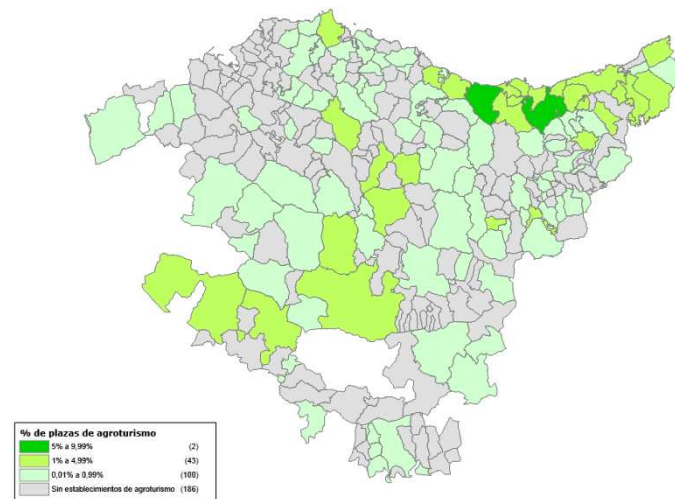 % de plazas de agroturismo
5% a 9,99% (2)
1% a 4,99% (43)
0,01% a 0,99% (100)
Sin establecimientos de agroturismo (186)